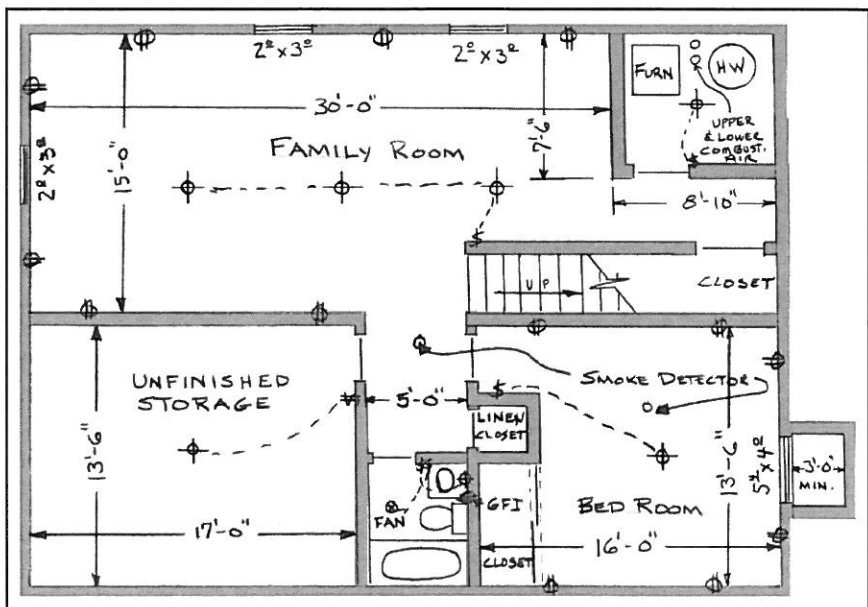 2⁰ x 3⁰
2⁰ x 3⁰
FURN
HW
30'-0"
7'-6"
UPPER
& LOWER
COMBUST.
AIR
2⁰ x 3⁰
15'-0"
FAMILY ROOM
8'-10"
UP
CLOSET
UNFINISHED
STORAGE
SMOKE DETECTOR
5'-0"
LINEN
CLOSET
13'-6"
13'-6"
5⁴ x 4⁰
3'-0"
MIN.
GFI
BED ROOM
FAN
17'-0"
16'-0"
CLOSET